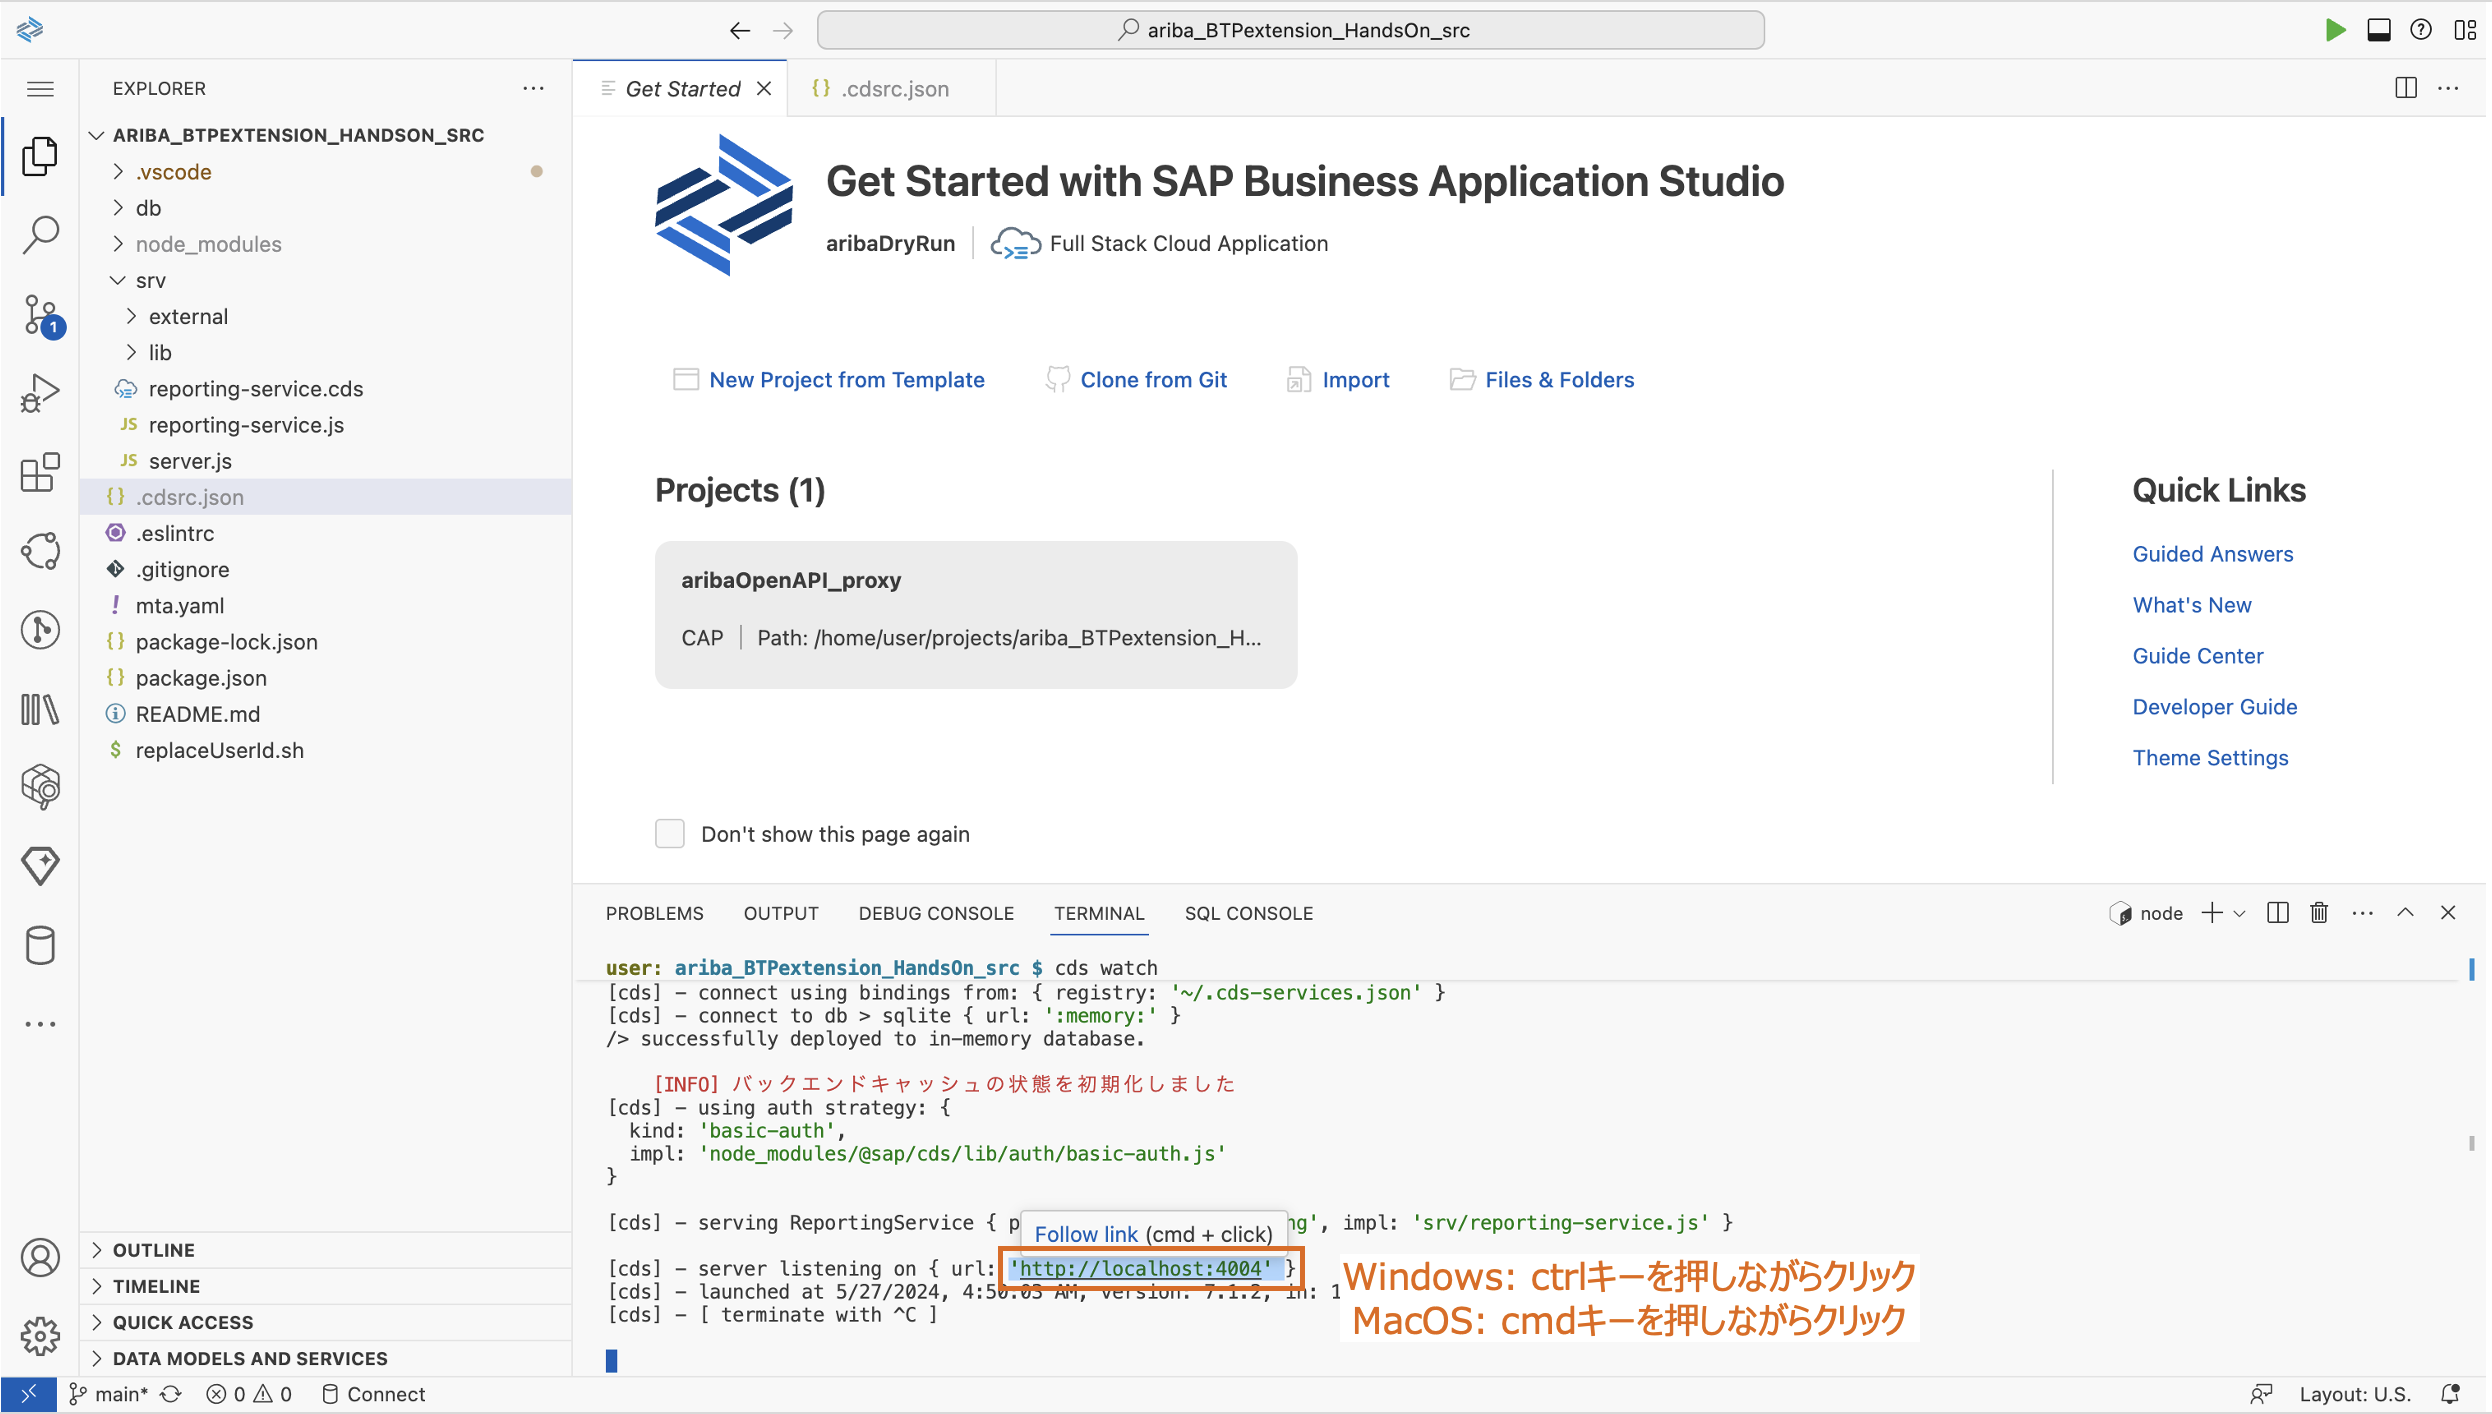 ariba_BTPextension_HandsOn_src
EXPLORER
Get Started
{} .cdsrc.json
ARIBA_BTPEXTENSION_HANDSON_SRC
.vscode
db
node_modules
srv
external
lib
reporting-service.cds
JS reporting-service.js
JS server.js
{} .cdsrc.json
.eslintrc
.gitignore
! mta.yaml
{} package-lock.json
{} package.json
README.md
$ replaceUserId.sh
1
OUTLINE
TIMELINE
QUICK ACCESS
DATA MODELS AND SERVICES
Get Started with SAP Business Application Studio
aribaDryRun
Full Stack Cloud Application
New Project from Template
Clone from Git
Import
Files & Folders
Projects (1)
aribaOpenAPI_proxy
CAP
Path: /home/user/projects/ariba_BTPextension_H...
Quick Links
Guided Answers
What's New
Guide Center
Developer Guide
Theme Settings
Don't show this page again
PROBLEMS OUTPUT DEBUG CONSOLE TERMINAL SQL CONSOLE
node
user: ariba_BTPextension_HandsOn_src $ cds watch
[cds] - connect using bindings from: { registry: '~/.cds-services.json' }
[cds] - connect to db > sqlite { url: ':memory:' }
/> successfully deployed to in-memory database.
[INFO] バックエンドキャッシュの状態を初期化しました
[cds] - using auth strategy: {
kind: 'basic-auth',
impl: 'node_modules/@sap/cds/lib/auth/basic-auth.js'
}
[cds] - serving ReportingService { p
ng', impl: 'srv/reporting-service.js' }
Follow link (cmd + click)
[cds] - server listening on { url: 'http://localhost:4004' }
[cds] - launched at 5/27/2024, 4:50:03 AM, version: 7.1.2, in: 1
[cds] - [ terminate with ^C ]
Windows: ctrlキーを押しながらクリック
MacOS: cmdキーを押しながらクリック
main*
0
0
Connect
Layout: U.S.